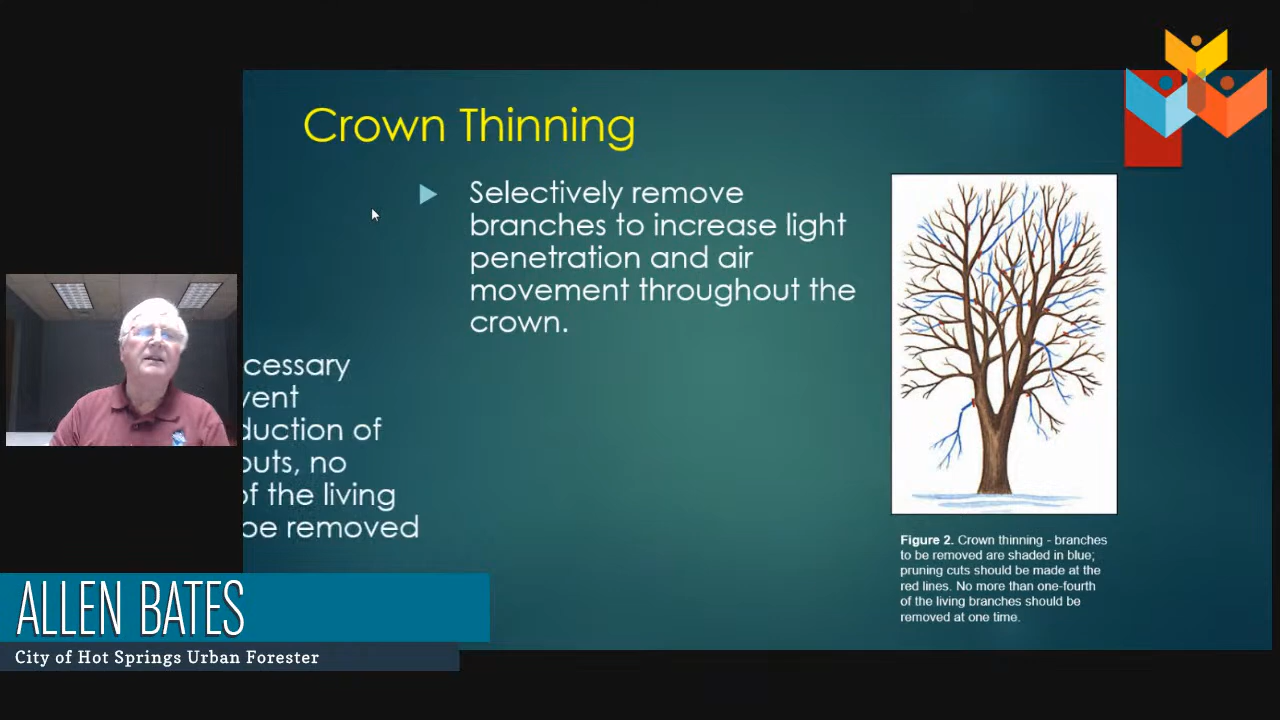 Crown Thinning
Selectively remove
branches to increase light
penetration and air
movement throughout the
crown.
cessary
vent
duction of
outs, no
of the living
be removed
Figure 2. Crown thinning - branches
to be removed are shaded in blue;
pruning cuts should be made at the
red lines. No more than one-fourth
of the living branches should be
removed at one time.
ALLEN BATES
City of Hot Springs Urban Forester